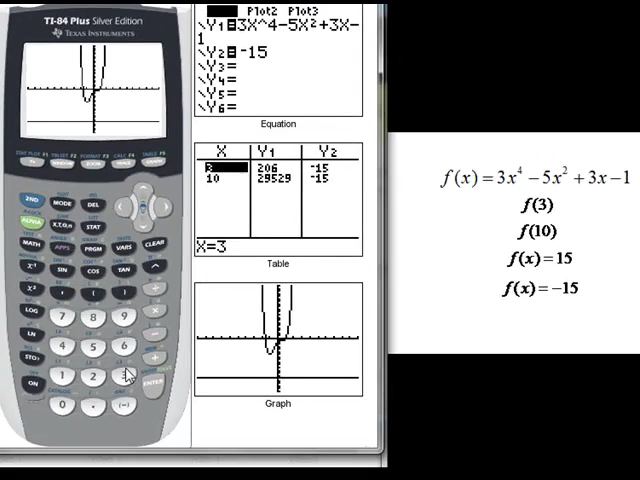 TI-84 Plus Silver Edition
TEXAS INSTRUMENTS
STAT PLOT F1 TBLSET F2 FORMAT F3 CALC F4 TABLE F5
Y= WINDOW ZOOM TRACE GRAPH
2ND MODE DEL
ALPHA X,T,θ,n STAT
MATH APPS PRGM VARS CLEAR
SIN COS TAN ^
, ( )
LOG 7 8 9
LN 4 5 6 −
STO▸ 1 2 3 +
ON 0 . (−) ENTER
Plot2 Plot3
\Y1=3X^4-5X²+3X-
1
\Y2=-15
\Y3=
\Y4=
\Y5=
\Y6=
Equation
X Y1 Y2
3 206 -15
10 29529 -15
X=3
Table
Graph
f(x) = 3x⁴ − 5x² + 3x − 1
f(3)
f(10)
f(x) = 15
f(x) = −15